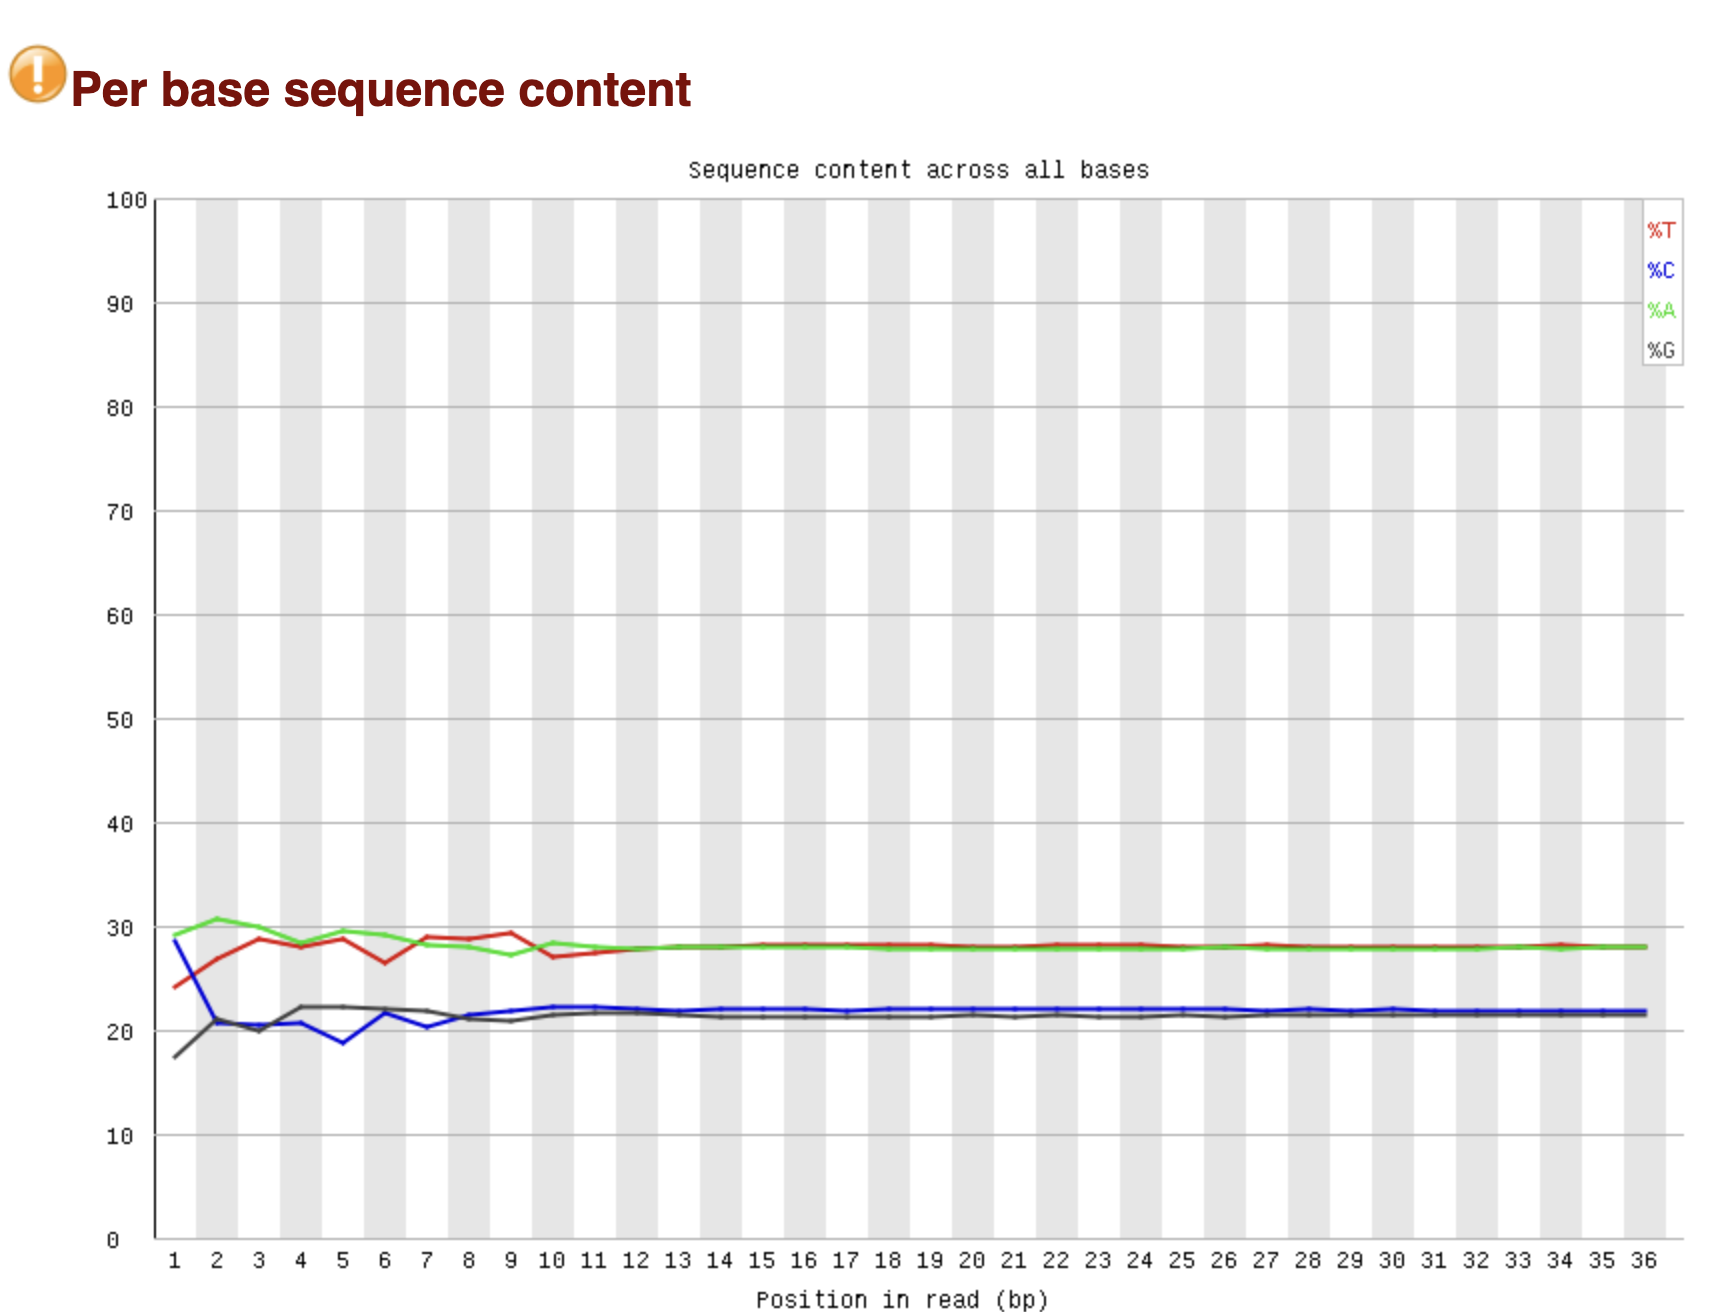 Per base sequence content
Sequence content across all bases
100
90
80
70
60
50
40
30
20
10
0
%T
%C
%A
%G
1 2 3 4 5 6 7 8 9 10 11 12 13 14 15 16 17 18 19 20 21 22 23 24 25 26 27 28 29 30 31 32 33 34 35 36
Position in read (bp)